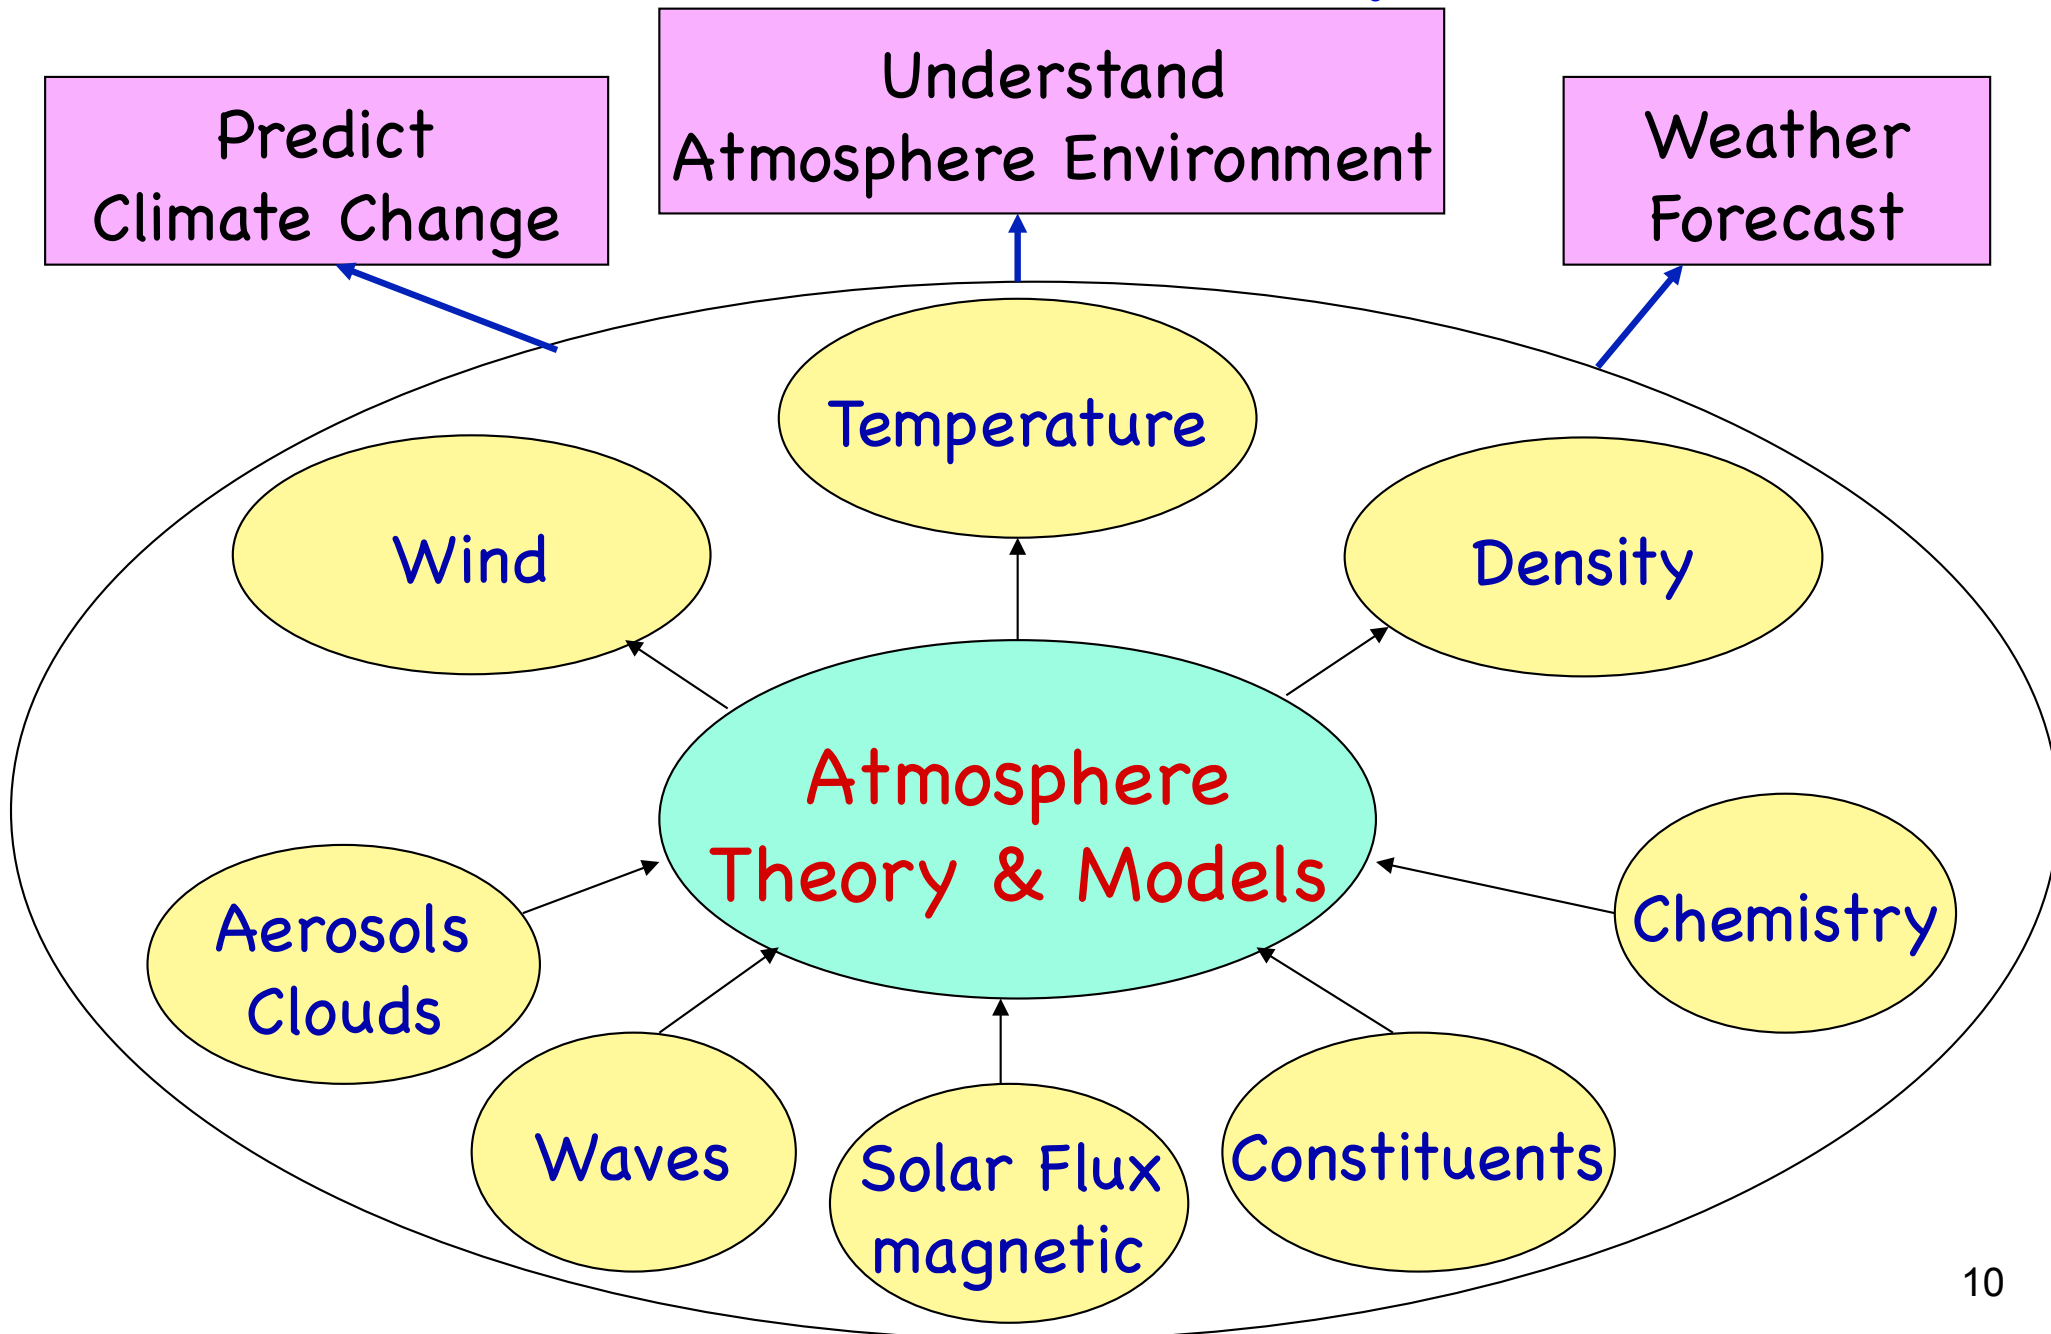 Understand
Atmosphere Environment
Predict
Climate Change
Weather
Forecast
Temperature
Wind
Density
Atmosphere
Theory & Models
Aerosols
Clouds
Chemistry
Waves
Solar Flux
magnetic
Constituents
10